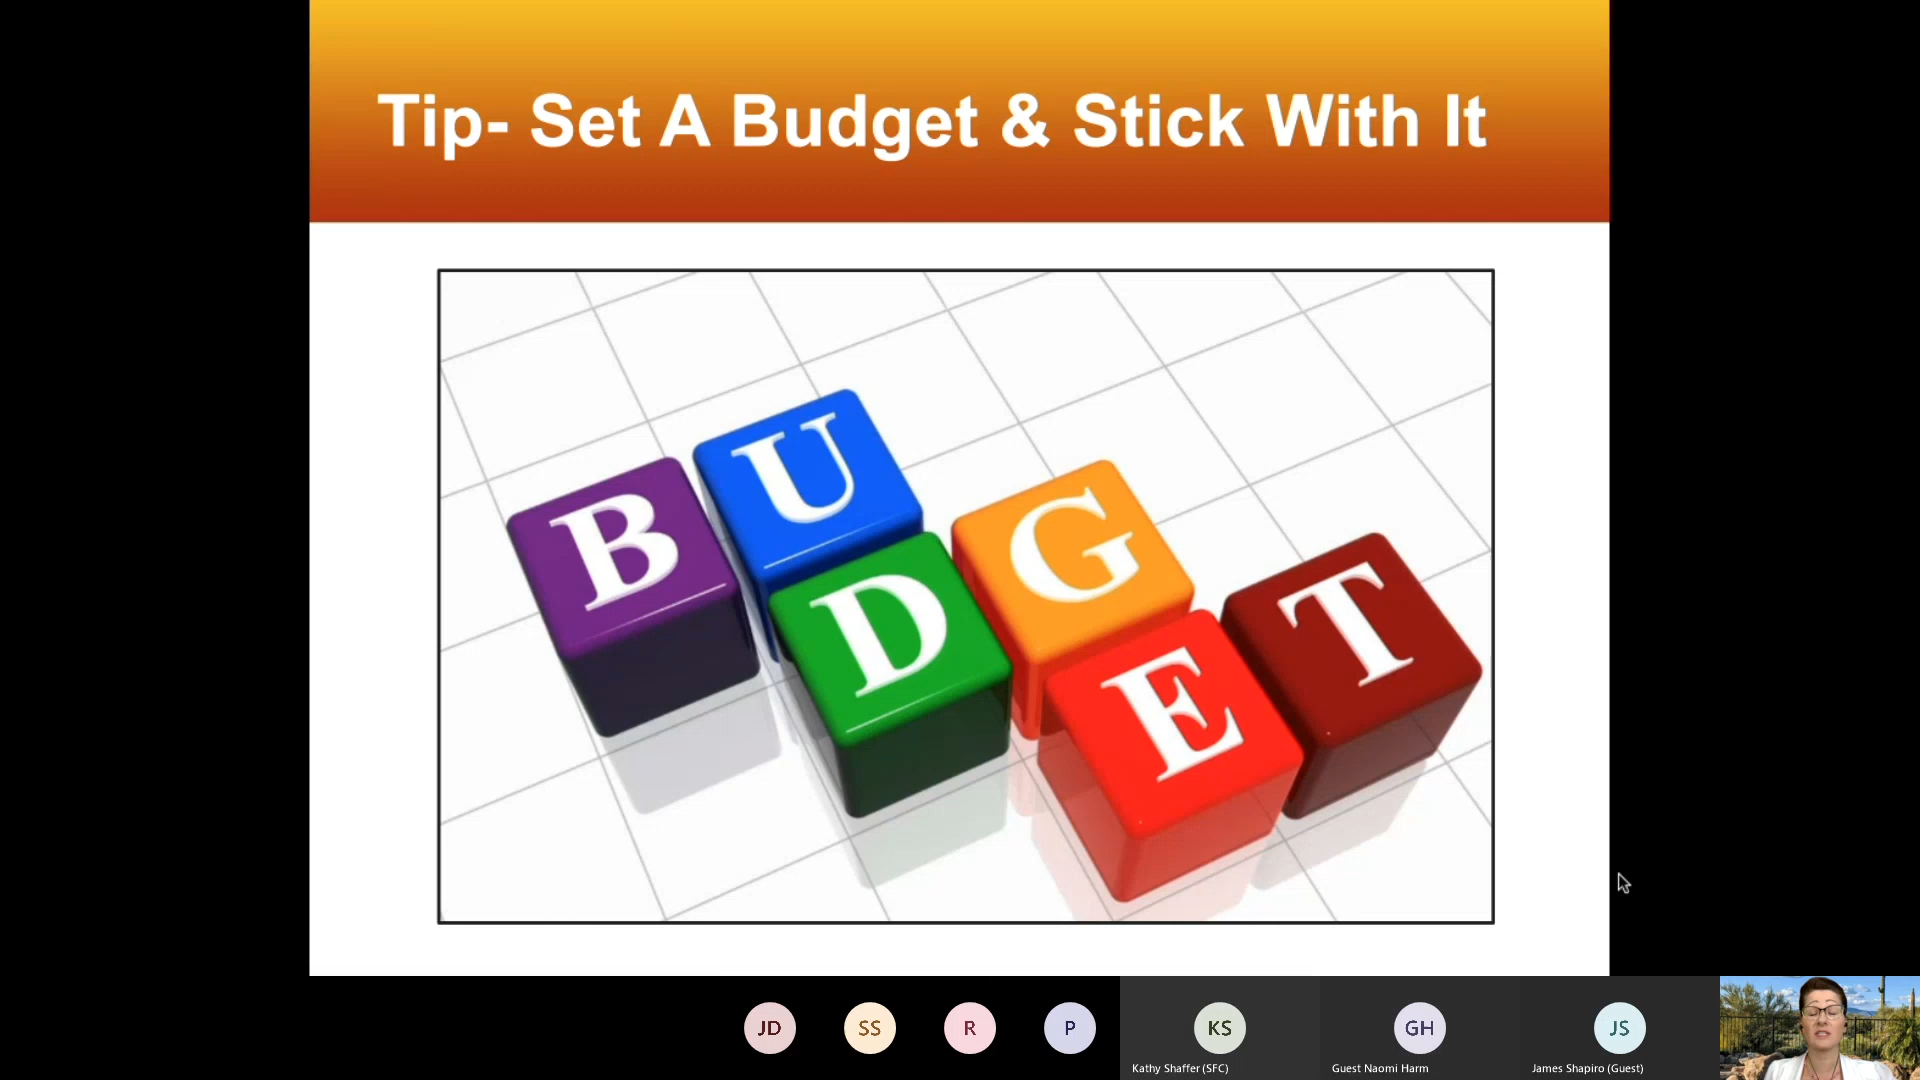 Tip- Set A Budget & Stick With It
B U D G E T
JD SS R P KS GH JS
Kathy Shaffer (SFC) Guest Naomi Harm James Shapiro (Guest)